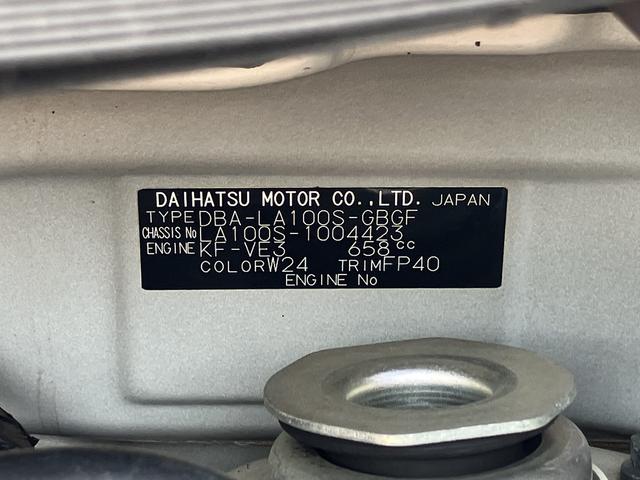 DAIHATSU MOTOR CO.,LTD. JAPAN
TYPE DBA-LA100S-GBGF
CHASSIS No LA100S-1004423
ENGINE KF-VE3 658cc
COLOR W24 TRIM FP40
ENGINE No